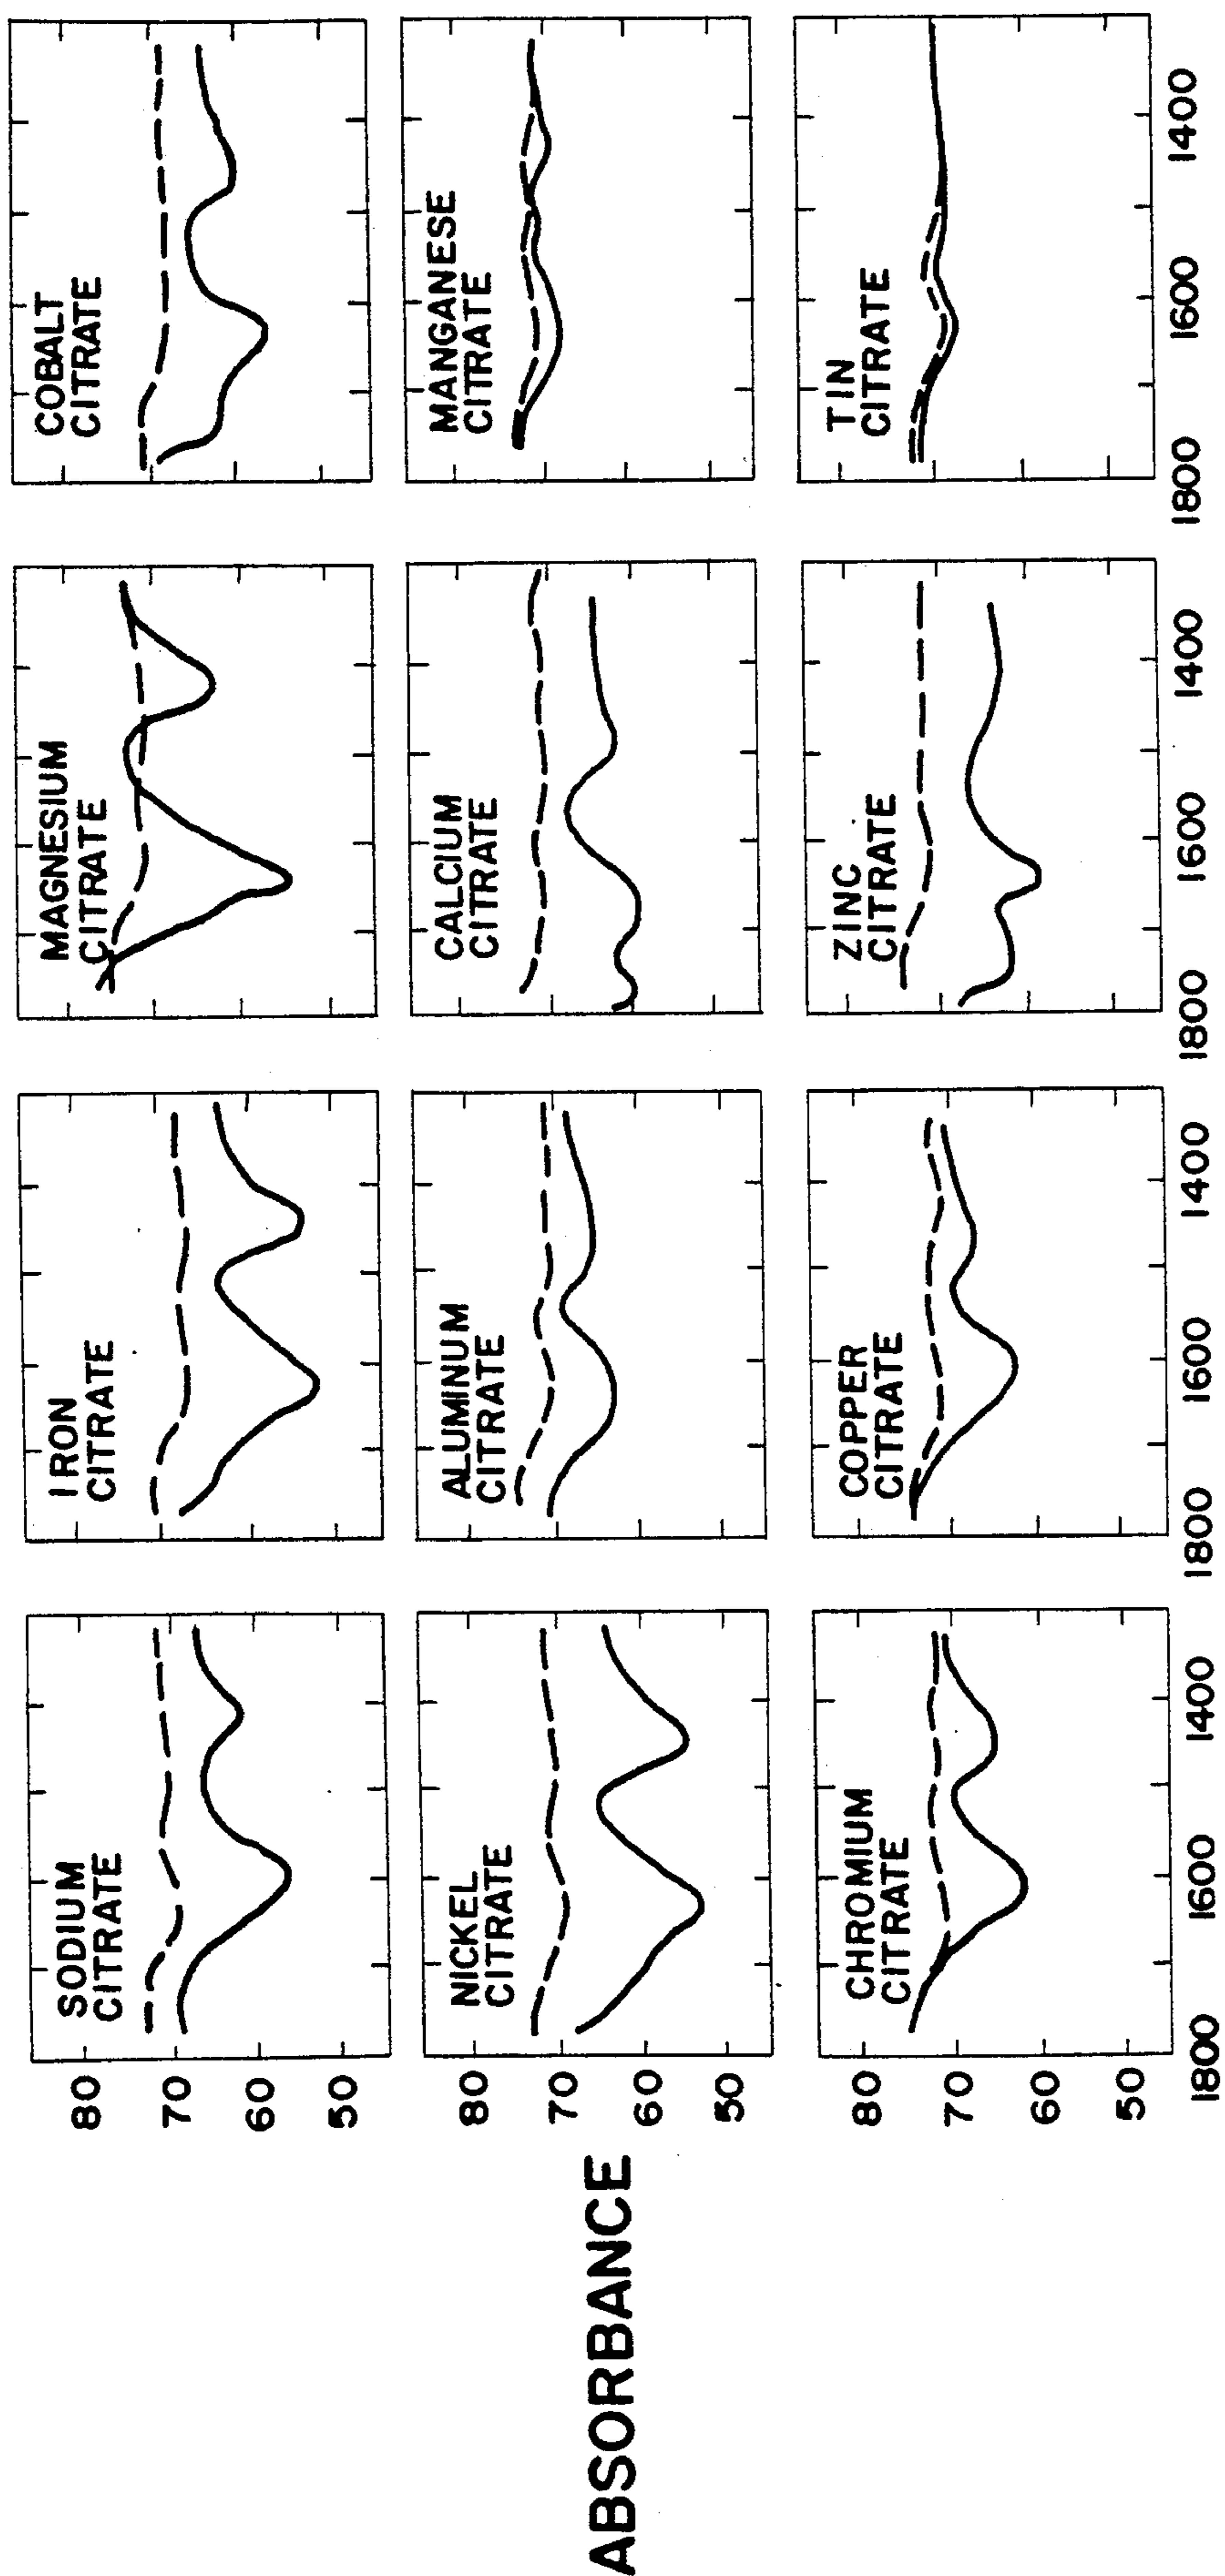 ABSORBANCE
SODIUM
CITRATE
IRON
CITRATE
MAGNESIUM
CITRATE
COBALT
CITRATE
80
70
60
50
NICKEL
CITRATE
ALUMINUM
CITRATE
CALCIUM
CITRATE
MANGANESE
CITRATE
80
70
60
50
CHROMIUM
CITRATE
COPPER
CITRATE
ZINC
CITRATE
TIN
CITRATE
80
70
60
50
1800 1600 1400 1800 1600 1400 1800 1600 1400 1800 1600 1400